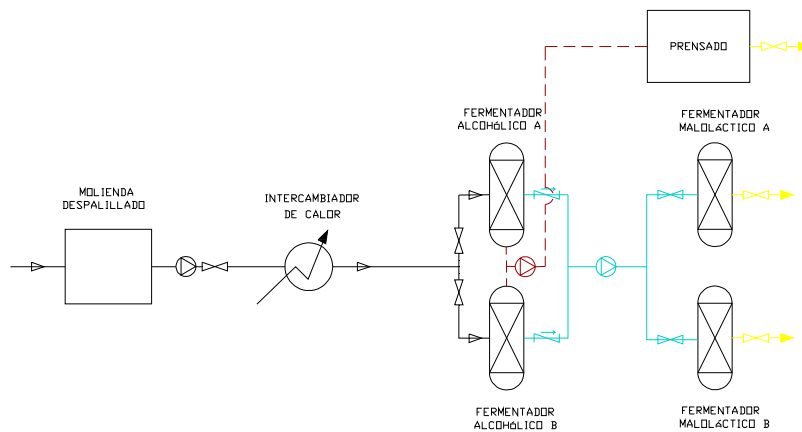 PRENSADO
FERMENTADOR
ALCOHÓLICO A
FERMENTADOR
MALOLÁCTICO A
MOLIENDA
DESPALILLADO
INTERCAMBIADOR
DE CALOR
FERMENTADOR
ALCOHÓLICO B
FERMENTADOR
MALOLÁCTICO B